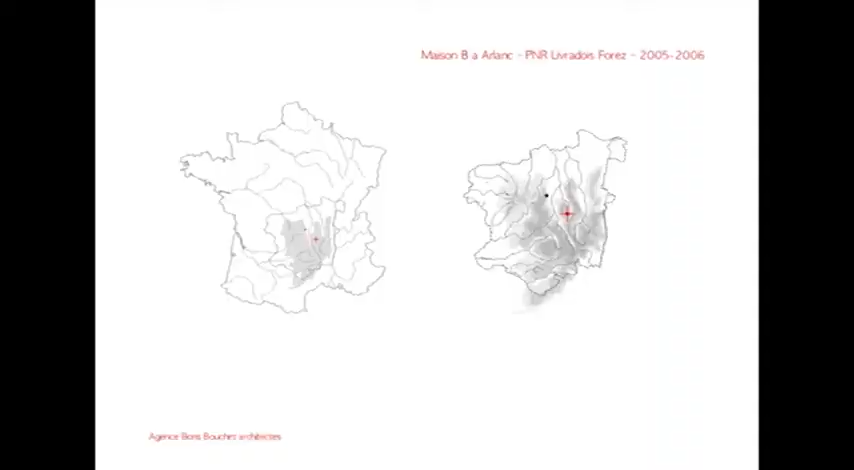 Maison B a Arlanc - PNR Livradois Forez - 2005-2006
Agence Boris Bouchet architectes